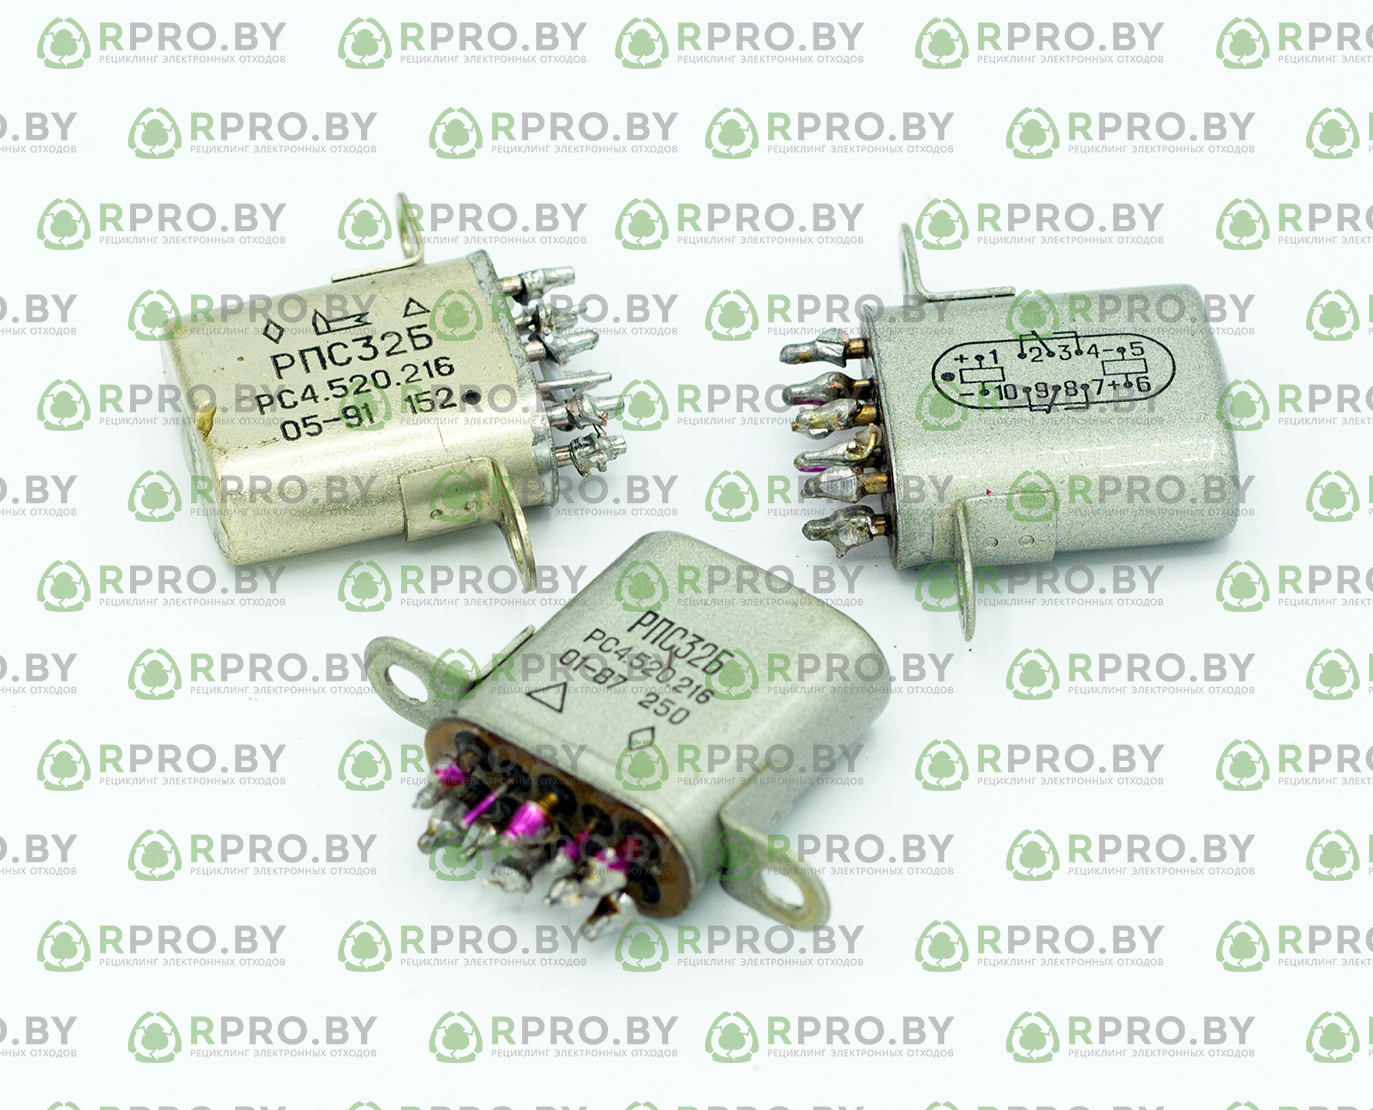 RPRO.BY
РЕЦИКЛИНГ ЭЛЕКТРОННЫХ ОТХОДОВ
РПС32Б
РС4.520.216
05-91 152
+ 1 2 3 4 - 5
- 10 9 8 7 + 6
РПС32Б
РС4.520.216
01-87 250